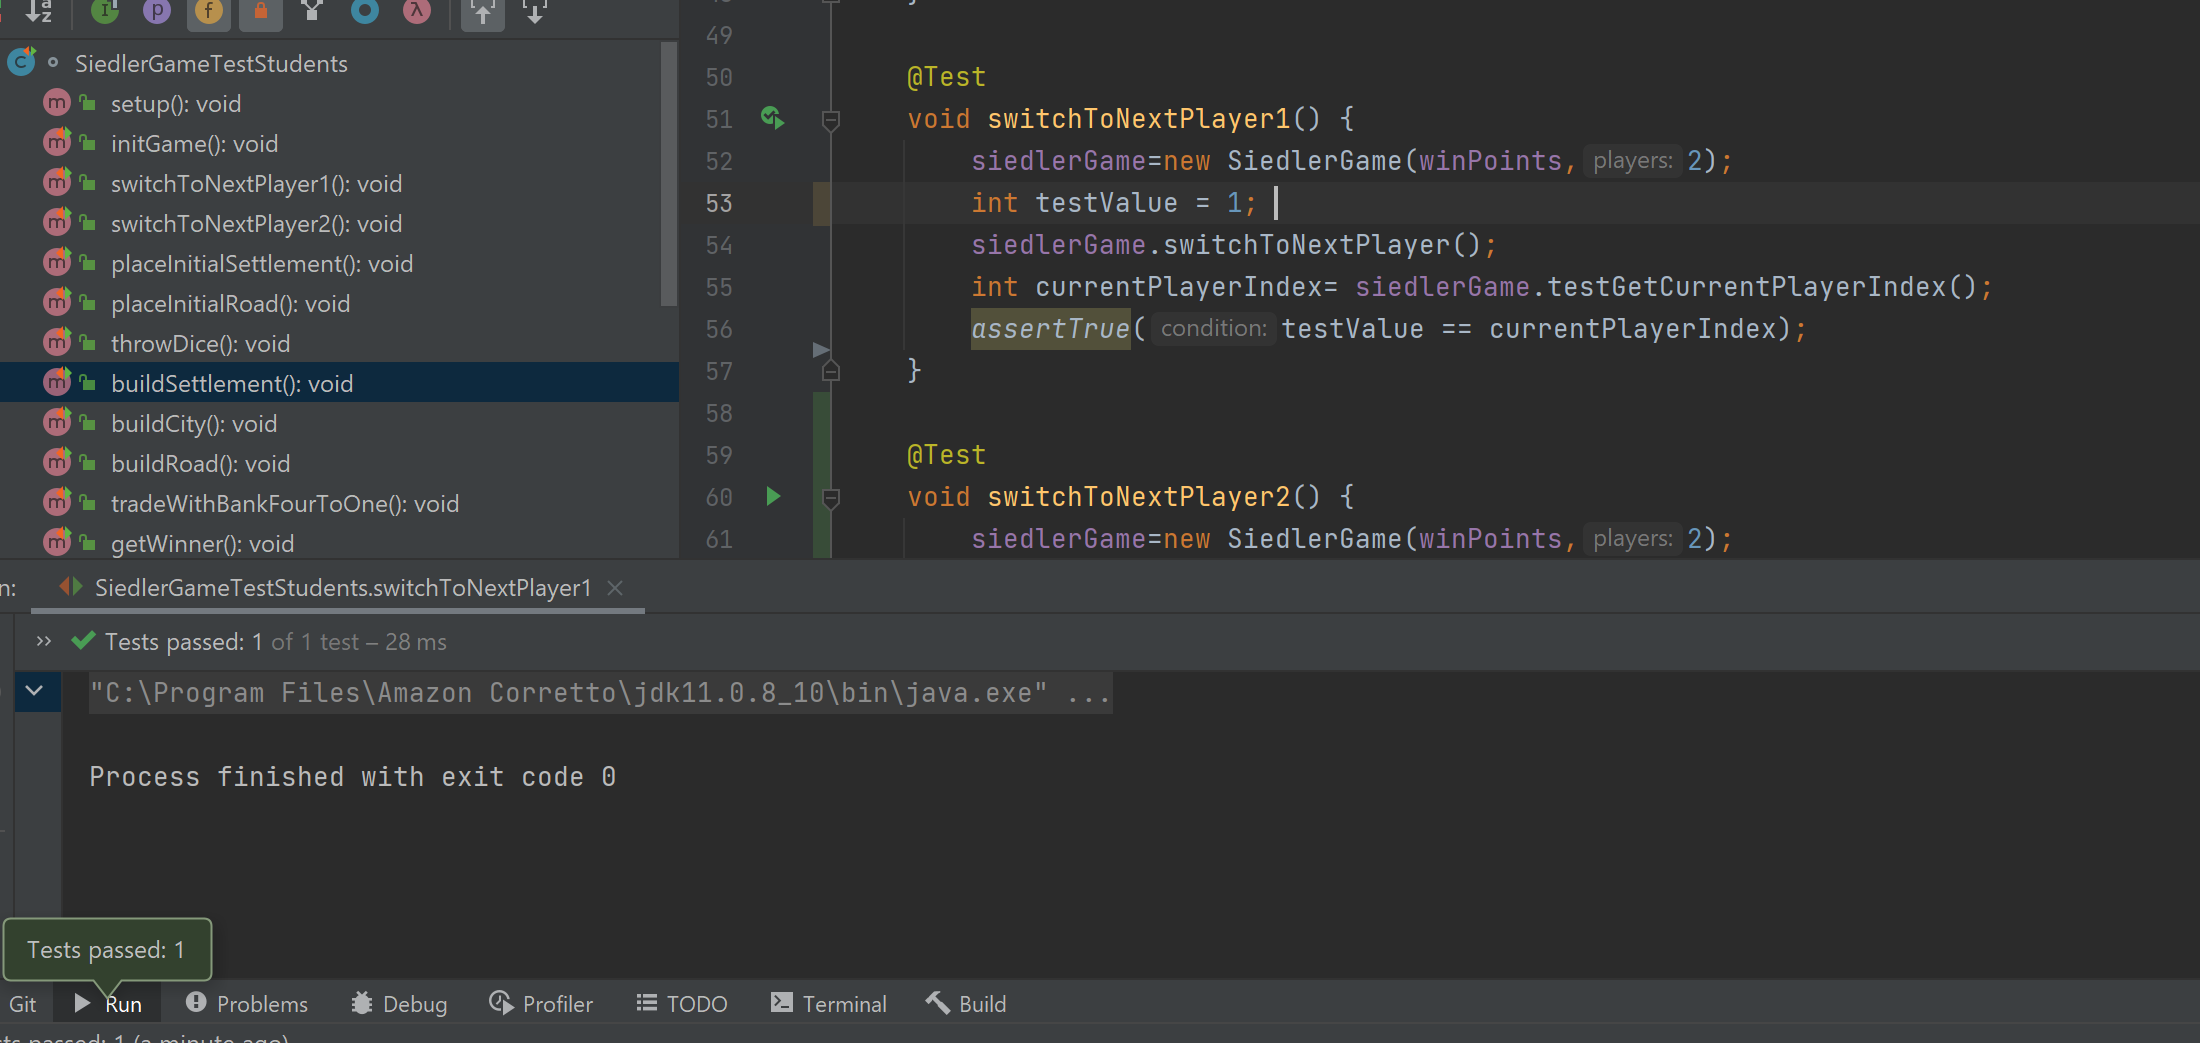 SiedlerGameTestStudents
setup(): void
initGame(): void
switchToNextPlayer1(): void
switchToNextPlayer2(): void
placeInitialSettlement(): void
placeInitialRoad(): void
throwDice(): void
buildSettlement(): void
buildCity(): void
buildRoad(): void
tradeWithBankFourToOne(): void
getWinner(): void
49
50 @Test
51 void switchToNextPlayer1() {
52 siedlerGame=new SiedlerGame(winPoints, players: 2);
53 int testValue = 1;
54 siedlerGame.switchToNextPlayer();
55 int currentPlayerIndex= siedlerGame.testGetCurrentPlayerIndex();
56 assertTrue( condition: testValue == currentPlayerIndex);
57 }
58
59 @Test
60 void switchToNextPlayer2() {
61 siedlerGame=new SiedlerGame(winPoints, players: 2);
n: SiedlerGameTestStudents.switchToNextPlayer1
Tests passed: 1 of 1 test – 28 ms
"C:\Program Files\Amazon Corretto\jdk11.0.8_10\bin\java.exe" ...
Process finished with exit code 0
Tests passed: 1
Git Run Problems Debug Profiler TODO Terminal Build
sts passed: 1 (a minute ago)